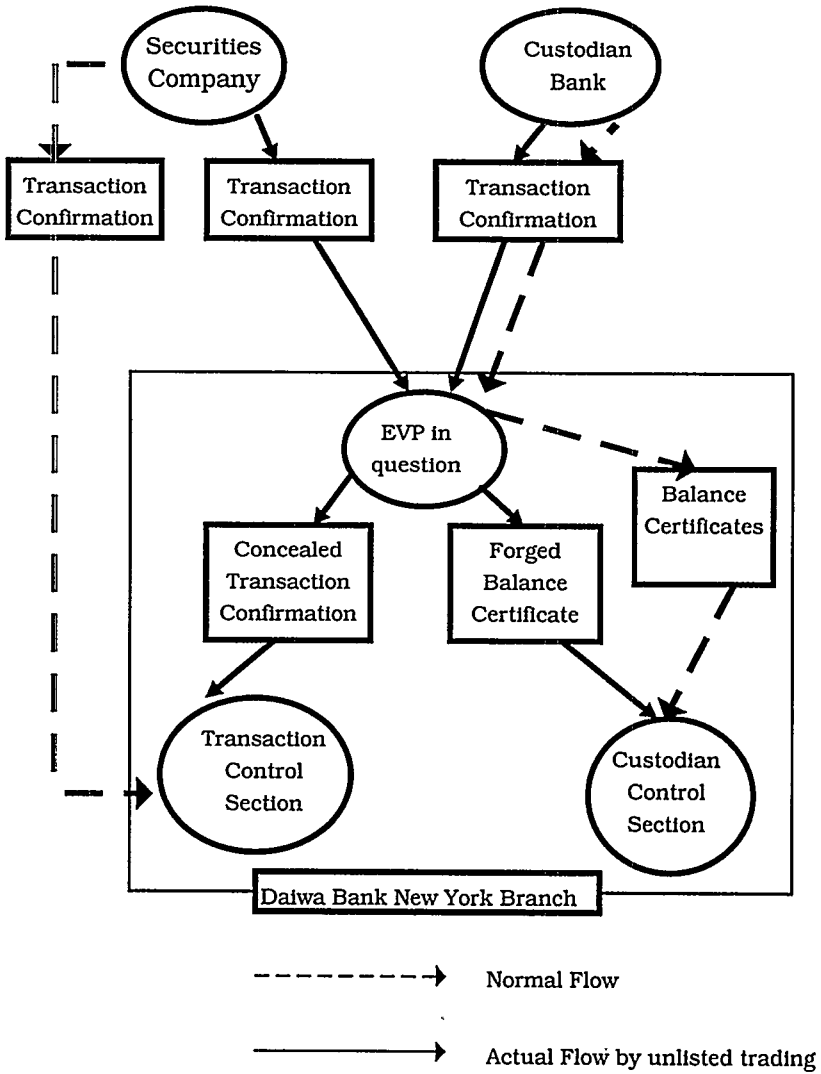 Securities
Company
Custodian
Bank
Transaction
Confirmation
Transaction
Confirmation
Transaction
Confirmation
EVP in
question
Balance
Certificates
Concealed
Transaction
Confirmation
Forged
Balance
Certificate
Transaction
Control
Section
Custodian
Control
Section
Daiwa Bank New York Branch
Normal Flow
Actual Flow by unlisted trading